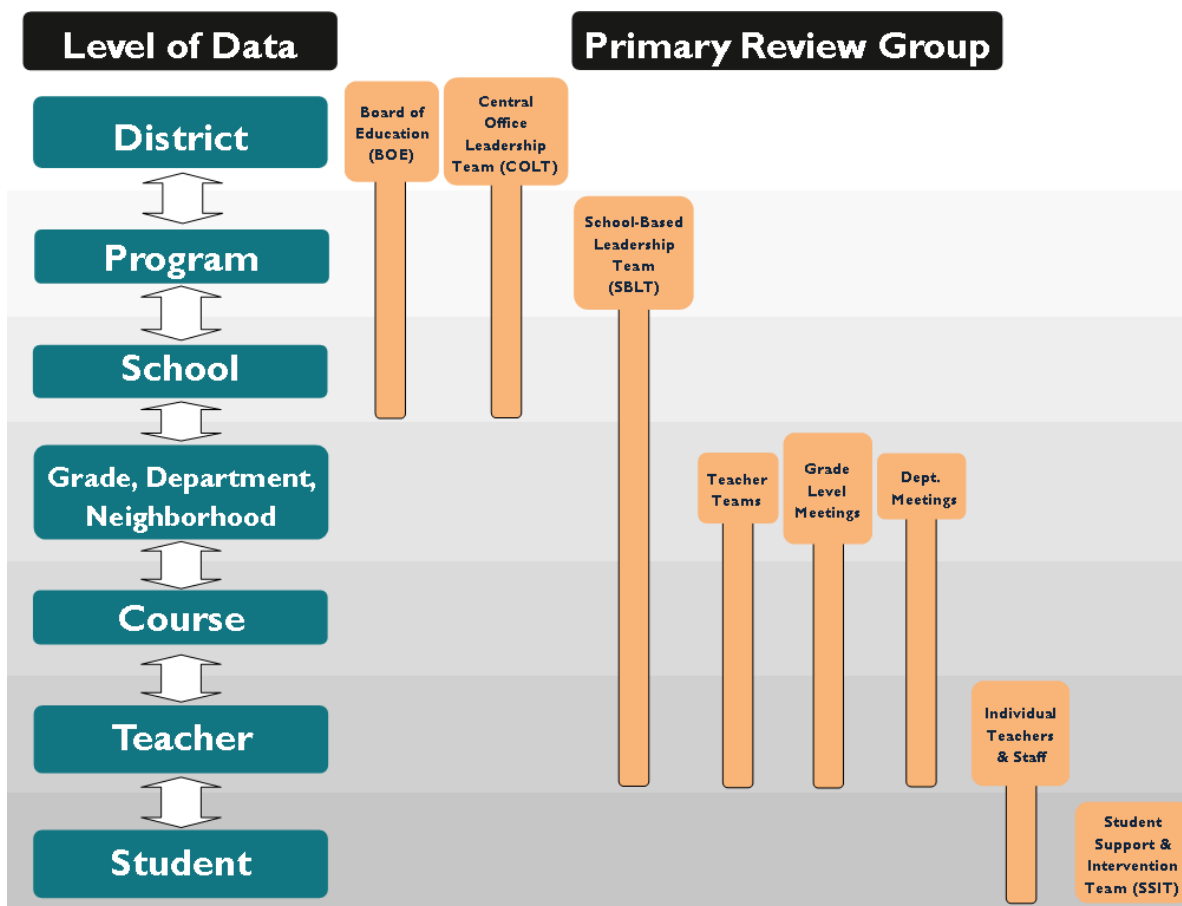 Level of Data
Primary Review Group
District
Board of
Education
(BOE)
Central
Office
Leadership
Team (COLT)
Program
School-Based
Leadership
Team
(SBLT)
School
Grade, Department,
Neighborhood
Teacher
Teams
Grade
Level
Meetings
Dept.
Meetings
Course
Teacher
Individual
Teachers
& Staff
Student
Student
Support &
Intervention
Team (SSIT)